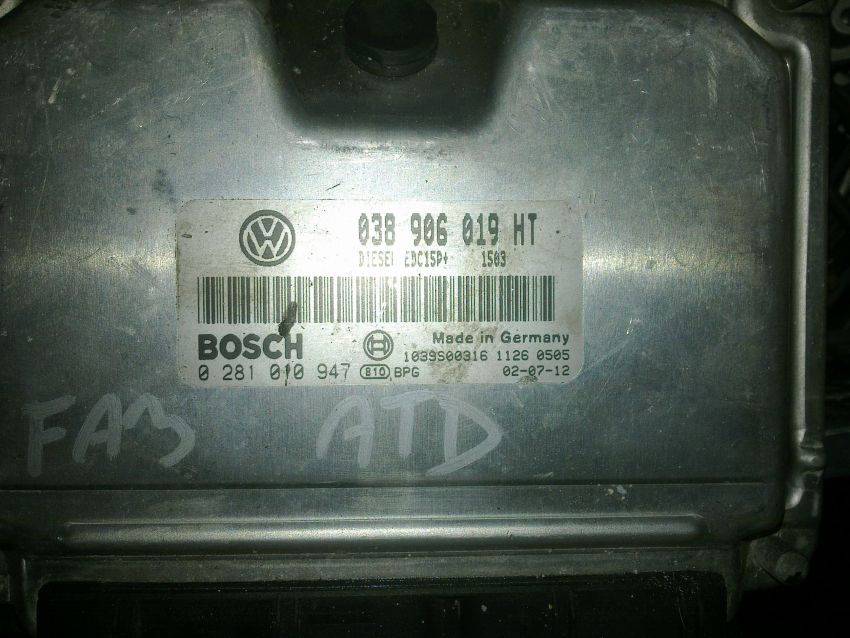 038 906 019 HT
DIESEL EDC15P+ 1503
BOSCH Made in Germany
1039S00316 1126 0505
0 281 010 947 810 BPG 02-07-12
FAB ATD